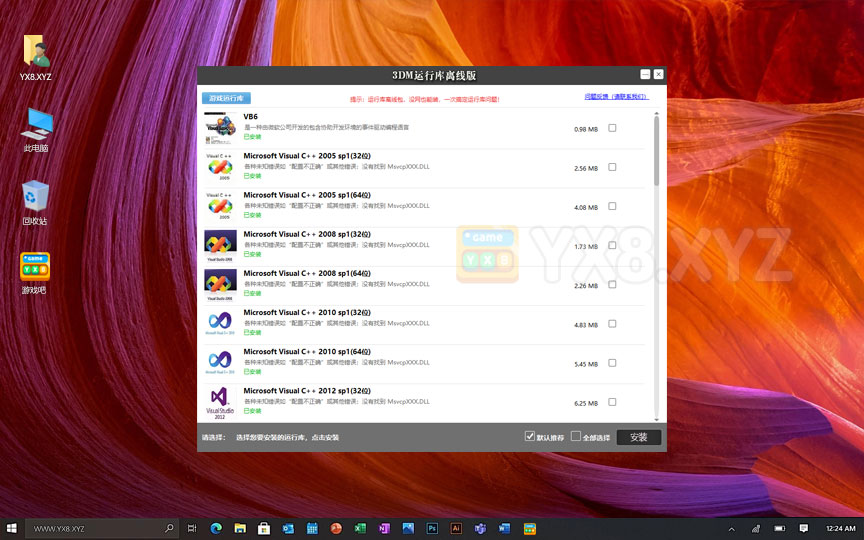 YX8.XYZ
此电脑
回收站
game
YX8
游戏吧
3DM运行库离线版
游戏运行库
提示：运行库离线包，没网也能装，一次搞定运行库问题！
问题反馈（请联系我们）
VB6
是一种由微软公司开发的包含协助开发环境的事件驱动编程语言
已安装
0.98 MB
Visual C++
2005
Microsoft Visual C++ 2005 sp1(32位)
各种未知错误如“配置不正确”或其他错误：没有找到 MsvcpXXX.DLL
已安装
2.56 MB
Visual C++
2005
Microsoft Visual C++ 2005 sp1(64位)
各种未知错误如“配置不正确”或其他错误：没有找到 MsvcpXXX.DLL
已安装
4.08 MB
Microsoft Visual C++ 2008 sp1(32位)
各种未知错误如“配置不正确”或其他错误：没有找到 MsvcpXXX.DLL
已安装
1.73 MB
Microsoft Visual C++ 2008 sp1(64位)
各种未知错误如“配置不正确”或其他错误：没有找到 MsvcpXXX.DLL
已安装
2.26 MB
game
YX8
YX8.XYZ
Microsoft Visual C++ 2010 sp1(32位)
各种未知错误如“配置不正确”或其他错误：没有找到 MsvcpXXX.DLL
已安装
4.83 MB
Microsoft Visual C++ 2010 sp1(64位)
各种未知错误如“配置不正确”或其他错误：没有找到 MsvcpXXX.DLL
已安装
5.45 MB
Visual Studio
2012
Microsoft Visual C++ 2012 sp1(32位)
各种未知错误如“配置不正确”或其他错误：没有找到 MsvcpXXX.DLL
已安装
6.25 MB
请选择： 选择您要安装的运行库，点击安装
默认推荐
全部选择
安装
WWW.YX8.XYZ
Ps
Ai
12:24 AM